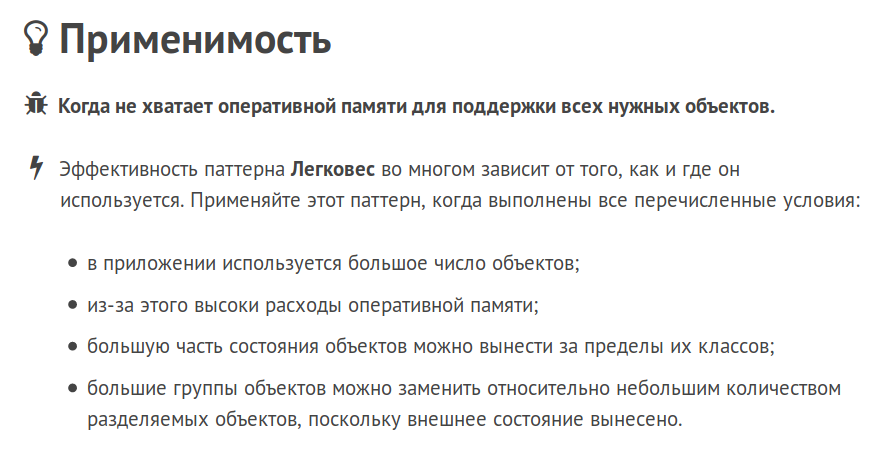 Применимость
Когда не хватает оперативной памяти для поддержки всех нужных объектов.
Эффективность паттерна Легковес во многом зависит от того, как и где он
используется. Применяйте этот паттерн, когда выполнены все перечисленные условия:
• в приложении используется большое число объектов;
• из-за этого высоки расходы оперативной памяти;
• большую часть состояния объектов можно вынести за пределы их классов;
• большие группы объектов можно заменить относительно небольшим количеством
разделяемых объектов, поскольку внешнее состояние вынесено.